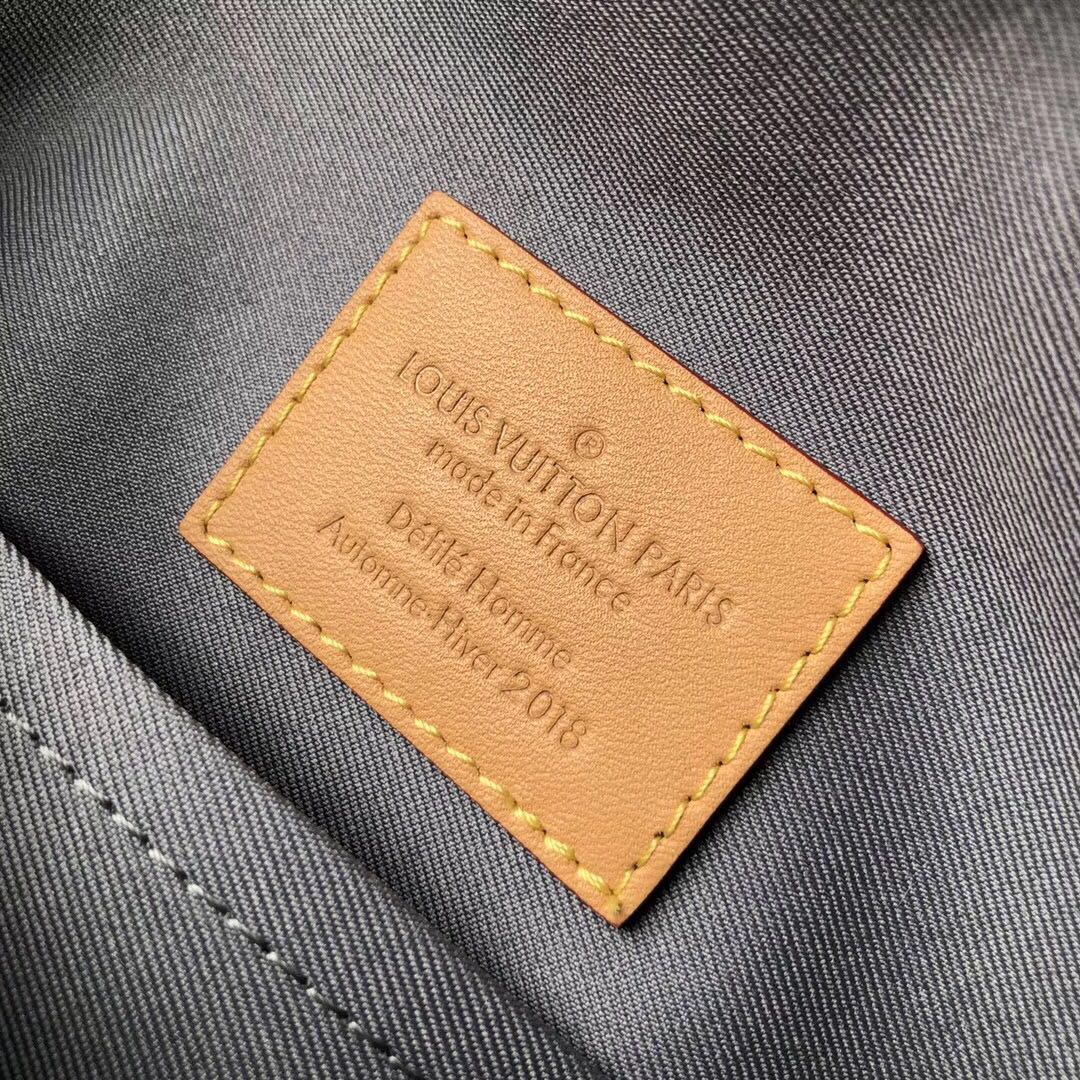 ®
LOUIS VUITTON PARIS
made in France
Défilé Homme
Automne-Hiver 2018